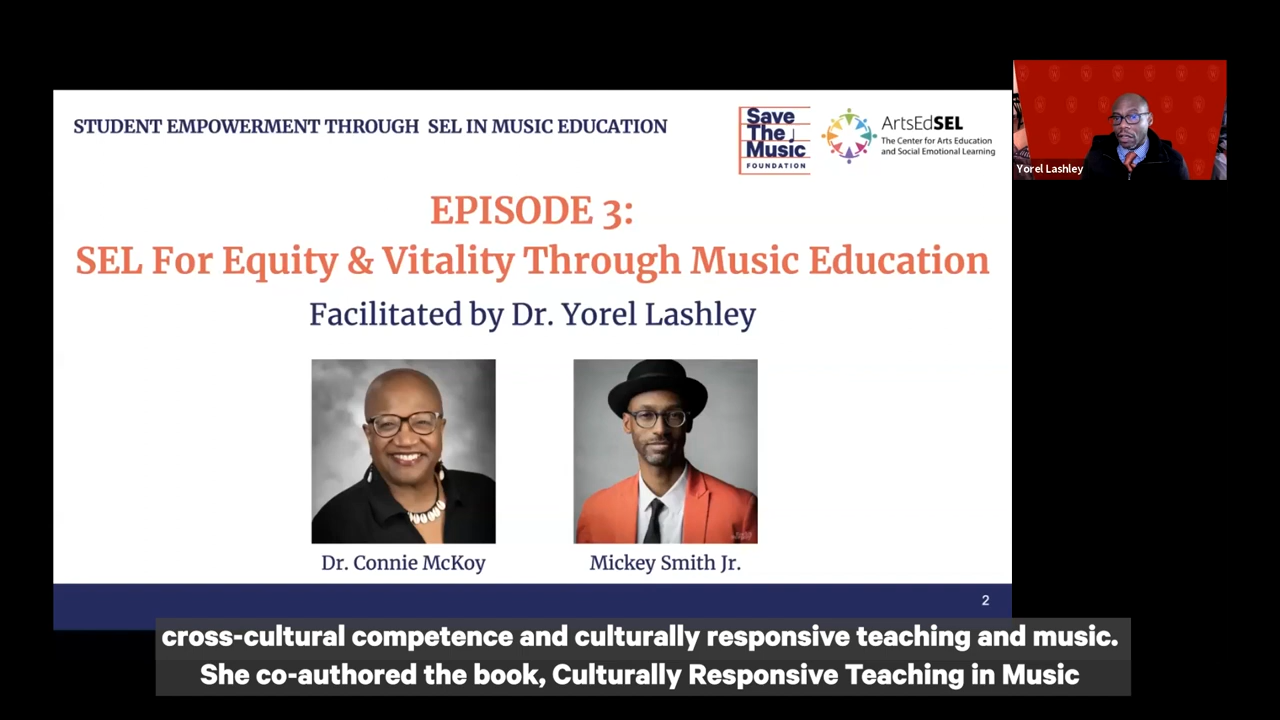 STUDENT EMPOWERMENT THROUGH SEL IN MUSIC EDUCATION
Save
The
Music
FOUNDATION
ArtsEdSEL
The Center for Arts Education
and Social Emotional Learning
Yorel Lashley
EPISODE 3:
SEL For Equity & Vitality Through Music Education
Facilitated by Dr. Yorel Lashley
Dr. Connie McKoy
Mickey Smith Jr.
2
cross-cultural competence and culturally responsive teaching and music.
She co-authored the book, Culturally Responsive Teaching in Music